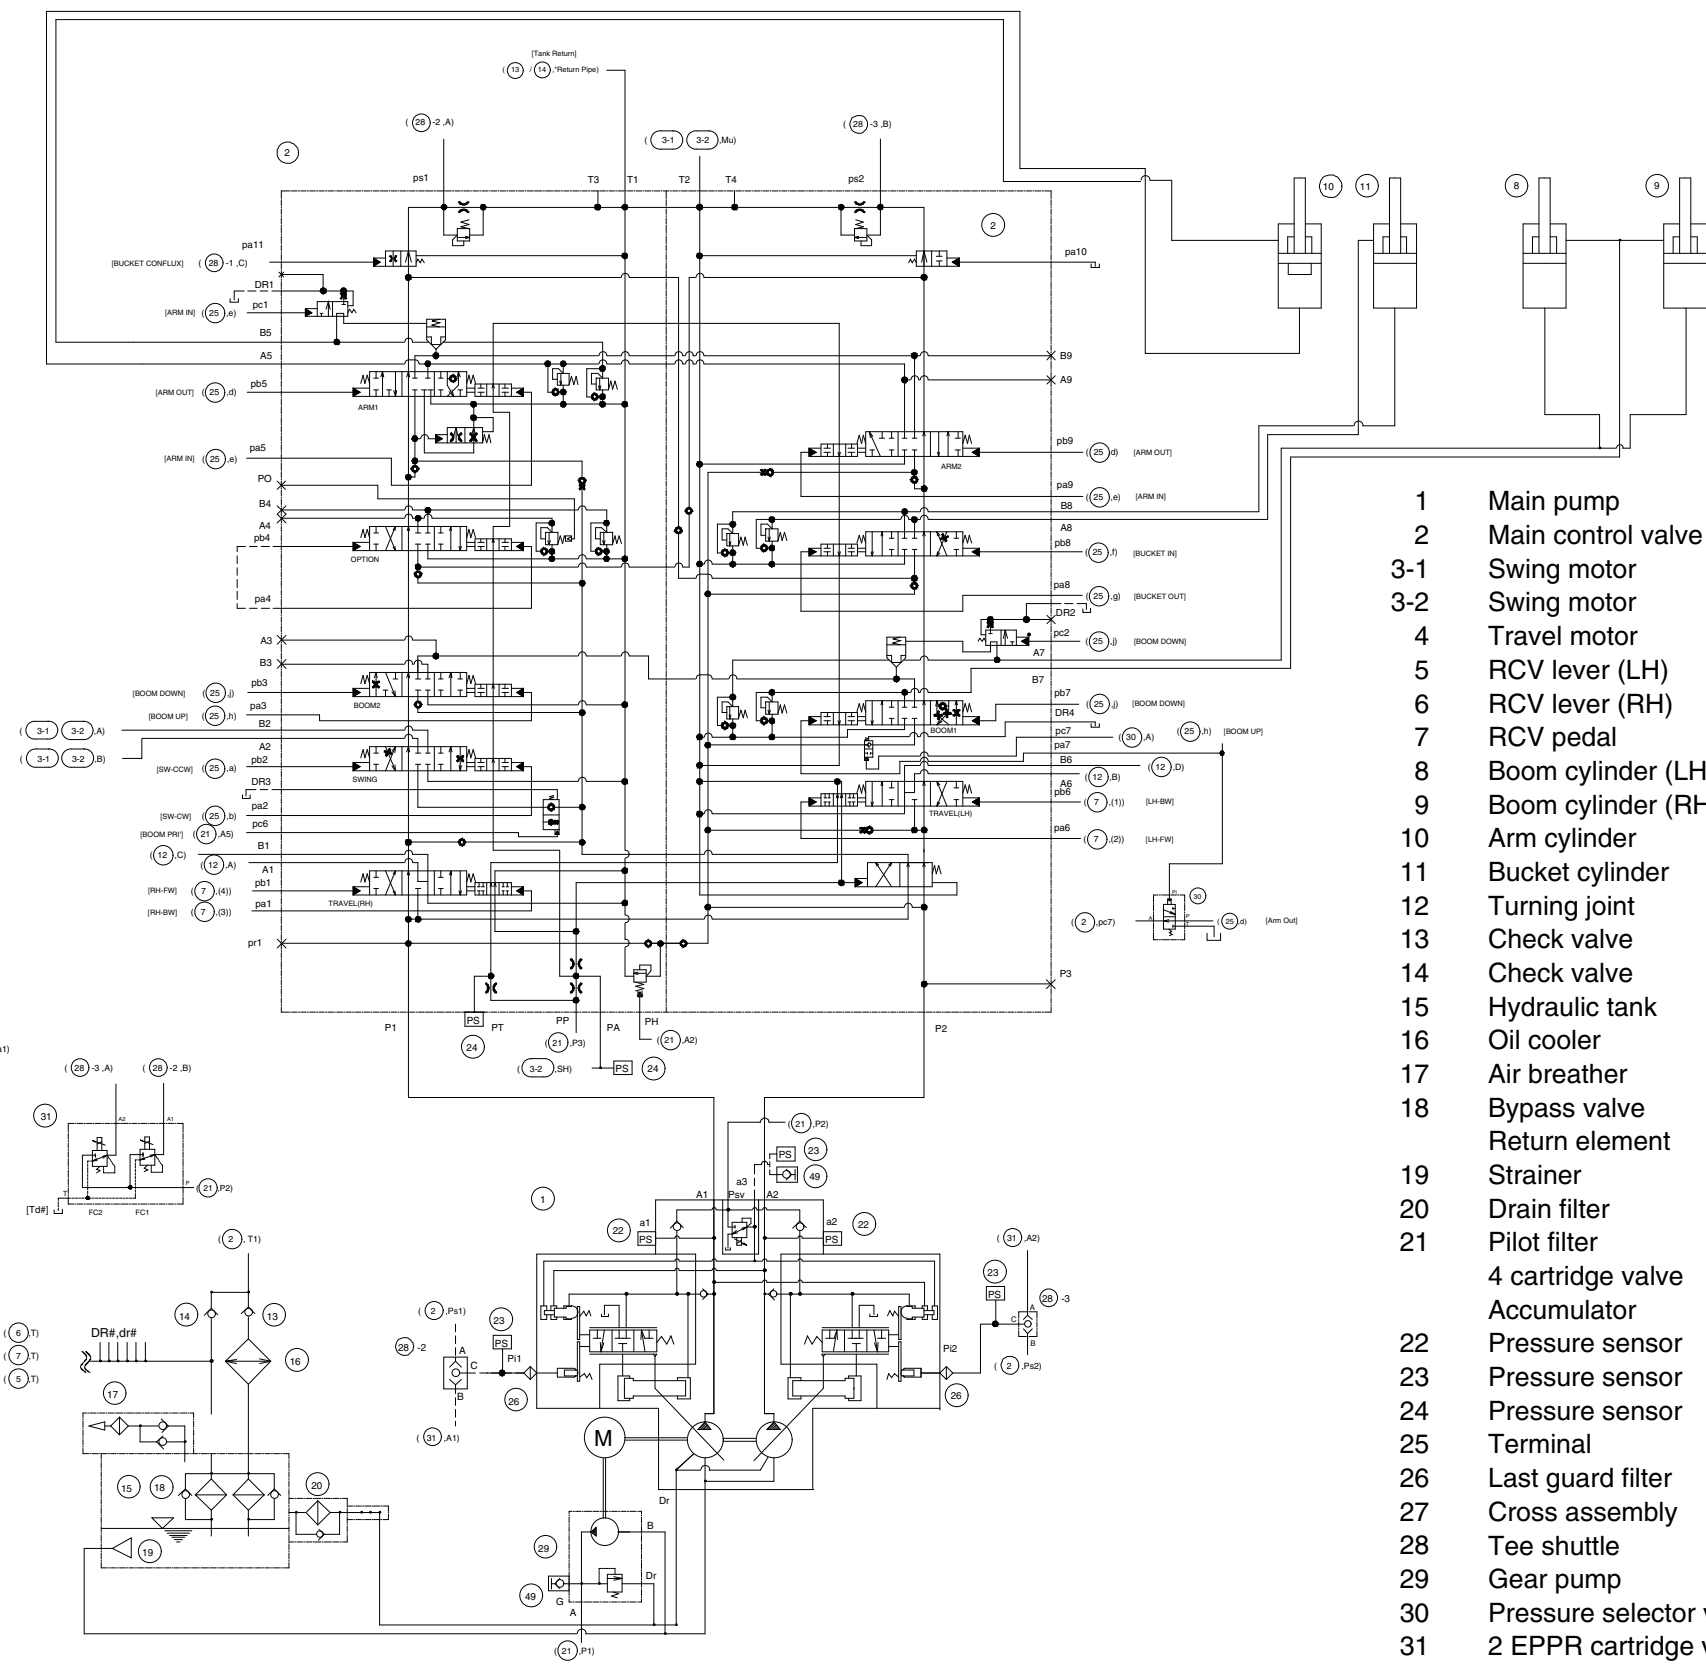 [Tank Return]
( 13 / 14 ,*Return Pipe)
( 28 -2 ,A)
( 3-1 3-2 ,Mu)
( 28 -3 ,B)
2
ps1 T3 T1 T2 T4 ps2
10 11 8 9
2
pa11
[BUCKET CONFLUX] ( 28 -1 ,C)
pa10
DR1
[ARM IN] ( 25 ,e) pc1
B5
A5
B9
A9
[ARM OUT] ( 25 ,d) pb5
ARM1
pb9
( 25 ,d) [ARM OUT]
ARM2
[ARM IN] ( 25 ,e) pa5
PO
pa9
( 25 ,e) [ARM IN]
B4
B8
A4
A8
pb4
OPTION
pb8
( 25 ,f) [BUCKET IN]
pa4
pa8
( 25 ,g) [BUCKET OUT]
DR2
A3
pc2
( 25 ,j) [BOOM DOWN]
B3
A7
B7
[BOOM DOWN] ( 25 ,j) pb3
BOOM2
pb7
( 25 ,j) [BOOM DOWN]
[BOOM UP] ( 25 ,h) pa3
DR4
BOOM1
B2
( 3-1 3-2 ,A)
pc7
( 30 ,A) ( 25 ,h) [BOOM UP]
A2
pa7
( 3-1 3-2 ,B)
[SW-CCW] ( 25 ,a) pb2
SWING
B6
( 12 ,D)
DR3
A6
( 12 ,B)
pb6
( 7 ,(1)) [LH-BW]
TRAVEL(LH)
[SW-CW] ( 25 ,b) pa2
[BOOM PRI'] ( 21 ,A5) pc6
pa6
( 7 ,(2)) [LH-FW]
B1
( 12 ,C)
( 12 ,A)
A1
[RH-FW] ( 7 ,(4)) pb1
TRAVEL(RH)
[RH-BW] ( 7 ,(3)) pa1
pr1
Pi
30
A P T
( 2 ,pc7) ( 25 ,d) [Arm Out]
P3
PS
P1 PT PP PA PH P2
24
( 21 ,P3) ( 21 ,A2)
( 3-2 ,SH) PS 24
a1)
( 28 -3 ,A) ( 28 -2 ,B)
31
A2 A1
P
( 21 ,P2)
T
[Td#]
FC2 FC1
( 21 ,P2)
PS 23
49
a3
1
A1 Psv A2
a1 a2
22 PS PS 22
( 2 , T1)
14 13
( 6 ,T)
( 7 ,T)
( 5 ,T)
DR#,dr#
16
17
( 2 ,Ps1)
28 -2
A
C
B
( 31 ,A1)
23
PS
Pi1
26
( 31 ,A2)
23
PS
28 -3
A
C
B
( 2 ,Ps2)
Pi2
26
M
15 18 20
19
Dr
29
B
Dr
49
G
A
( 21 ,P1)
1 Main pump
2 Main control valve
3-1 Swing motor
3-2 Swing motor
4 Travel motor
5 RCV lever (LH)
6 RCV lever (RH)
7 RCV pedal
8 Boom cylinder (LH
9 Boom cylinder (RH
10 Arm cylinder
11 Bucket cylinder
12 Turning joint
13 Check valve
14 Check valve
15 Hydraulic tank
16 Oil cooler
17 Air breather
18 Bypass valve
Return element
19 Strainer
20 Drain filter
21 Pilot filter
4 cartridge valve
Accumulator
22 Pressure sensor
23 Pressure sensor
24 Pressure sensor
25 Terminal
26 Last guard filter
27 Cross assembly
28 Tee shuttle
29 Gear pump
30 Pressure selector
31 2 EPPR cartridge